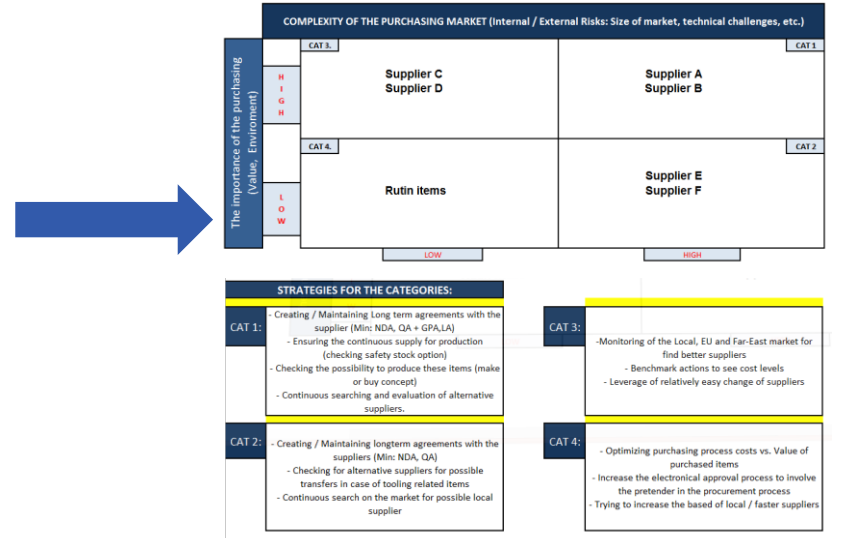 COMPLEXITY OF THE PURCHASING MARKET (Internal / External Risks: Size of market, technical challenges, etc.)
The importance of the purchasing
(Value, Enviroment)
HIGH
LOW
CAT 3.
Supplier C
Supplier D
CAT 1
Supplier A
Supplier B
CAT 4.
Rutin items
CAT 2
Supplier E
Supplier F
LOW
HIGH
STRATEGIES FOR THE CATEGORIES:
CAT 1:
- Creating / Maintaining Long term agreements with the
supplier (Min: NDA, QA + GPA,LA)
- Ensuring the continuous supply for production
(checking safety stock option)
- Checking the possibility to produce these items (make
or buy concept)
- Continuous searching and evaluation of alternative
suppliers.
CAT 3:
-Monitoring of the Local, EU and Far-East market for
find better suppliers
- Benchmark actions to see cost levels
- Leverage of relatively easy change of suppliers
CAT 2:
- Creating / Maintaining longterm agreements with the
suppliers (Min: NDA, QA)
- Checking for alternative suppliers for possible
transfers in case of tooling related items
- Continuous search on the market for possible local
supplier
CAT 4:
- Optimizing purchasing process costs vs. Value of
purchased items
- Increase the electronical approval process to involve
the pretender in the procurement process
- Trying to increase the based of local / faster suppliers